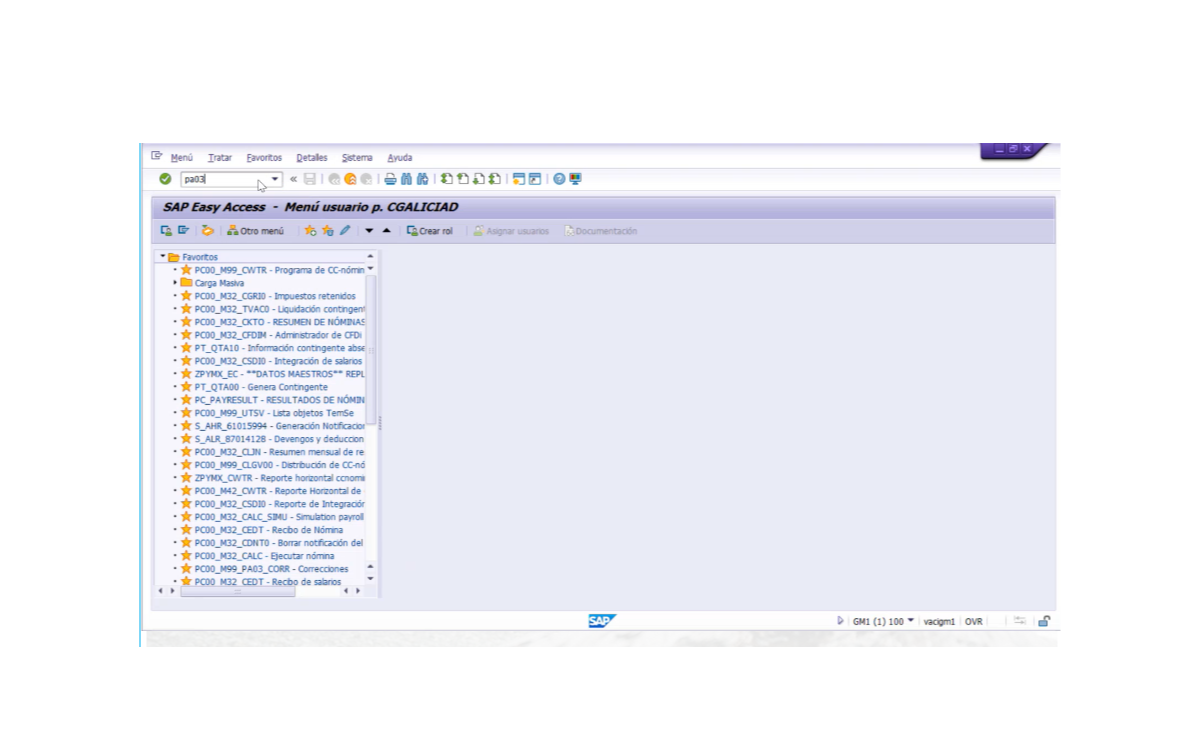 Menú Tratar Favoritos Detalles Sistema Ayuda
pa03
SAP Easy Access - Menú usuario p. CGALICIAD
Otro menú Crear rol Asignar usuarios Documentación
Favoritos
PC00_M99_CWTR - Programa de CC-nómin
Carga Masiva
PC00_M32_CGRI0 - Impuestos retenidos
PC00_M32_TVAC0 - Liquidación contingent
PC00_M32_CKTO - RESUMEN DE NÓMINAS
PC00_M32_CFDIM - Administrador de CFDi
PT_QTA10 - Información contingente abse
PC00_M32_CSDI0 - Integración de salarios
ZPYMX_EC - **DATOS MAESTROS** REPL
PT_QTA00 - Genera Contingente
PC_PAYRESULT - RESULTADOS DE NÓMIN
PC00_M99_UTSV - Lista objetos TemSe
S_AHR_61015994 - Generación Notificacion
S_ALR_87014128 - Devengos y deduccion
PC00_M32_CLJN - Resumen mensual de re
PC00_M99_CLGV00 - Distribución de CC-nó
ZPYMX_CWTR - Reporte horizontal ccnomi
PC00_M42_CWTR - Reporte Horizontal de
PC00_M32_CSDI0 - Reporte de Integración
PC00_M32_CALC_SIMU - Simulation payroll
PC00_M32_CEDT - Recibo de Nómina
PC00_M32_CDNT0 - Borrar notificación del
PC00_M32_CALC - Ejecutar nómina
PC00_M99_PA03_CORR - Correcciones
PC00_M32_CEDT - Recibo de salarios
SAP GM1 (1) 100 vacigm1 OVR